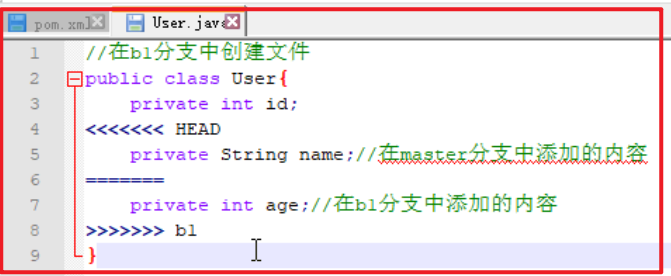 pom.xml User.java
1 //在b1分支中创建文件
2 public class User{
3 private int id;
4 <<<<<<< HEAD
5 private String name;//在master分支中添加的内容
6 =======
7 private int age;//在b1分支中添加的内容
8 >>>>>>> b1
9 }